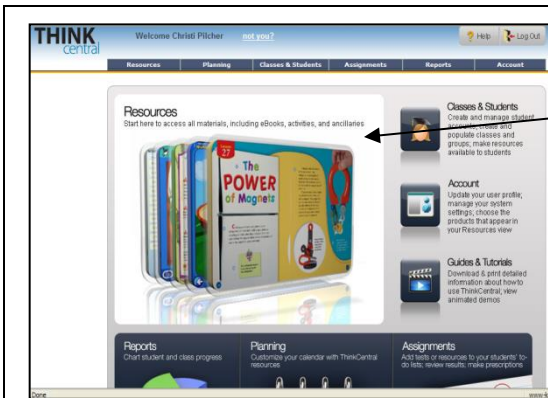 THINK
central
Welcome Christi Pilcher not you?
Help Log Out
Resources Planning Classes & Students Assignments Reports Account
Resources
Start here to access all materials, including eBooks, activities, and ancillaries
Lesson
27
The
POWER
of Magnets
Classes & Students
Create and manage student
accounts; create and
populate classes and
groups; make resources
available to students
Account
Update your user profile;
manage your system
settings; choose the
products that appear in
your Resources view
Guides & Tutorials
Download & print detailed
information about how to
use ThinkCentral; view
animated demos
Reports
Chart student and class progress
Planning
Customize your calendar with ThinkCentral
resources
Assignments
Add tests or resources to your students' to-
do lists; review results; make prescriptions
Done